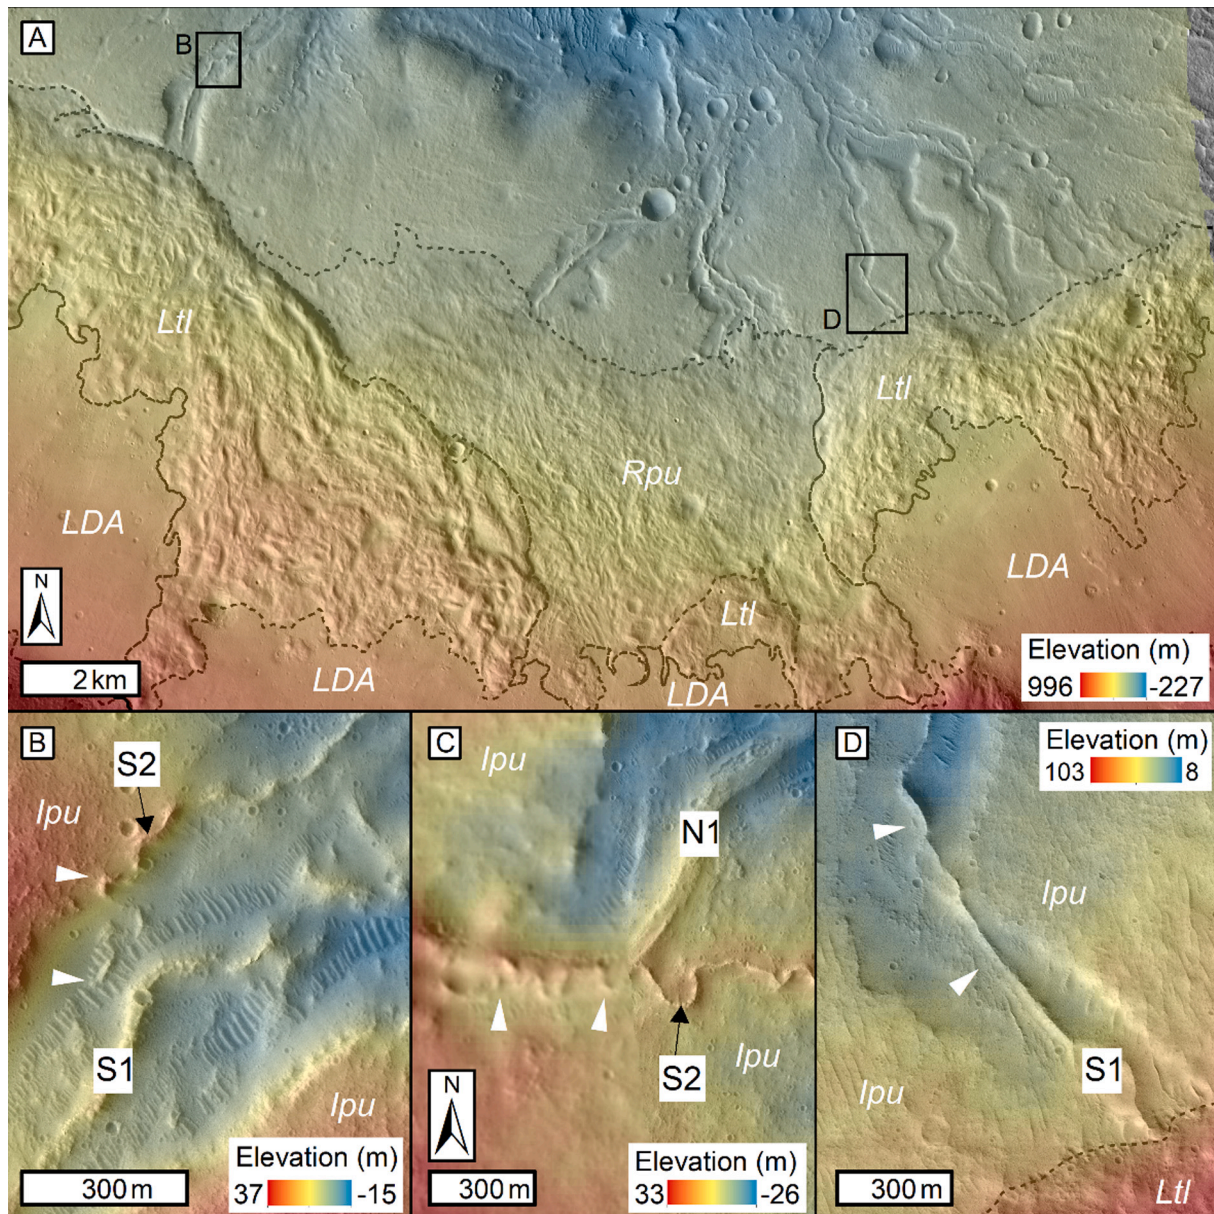 A
B
Ltl
D
Ltl
Rpu
LDA
LDA
Ltl
N
LDA
LDA
2 km
Elevation (m)
996 -227
B
S2
Ipu
S1
Ipu
Elevation (m)
37 -15
300 m
C
Ipu
N1
Ipu
S2
N
Elevation (m)
33 -26
300 m
D
Elevation (m)
103 8
Ipu
S1
Ipu
300 m
Ltl